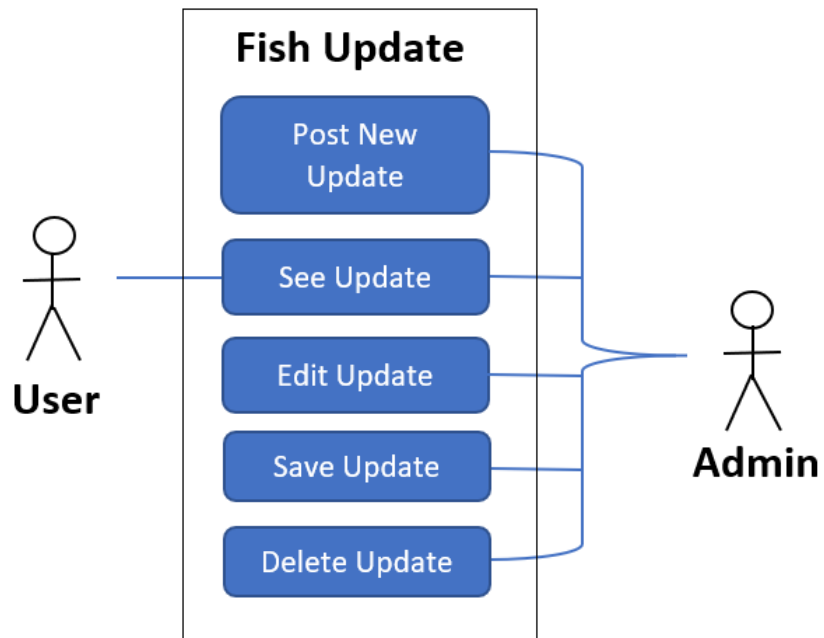 Fish Update
Post New
Update
See Update
Edit Update
Save Update
Delete Update
User
Admin